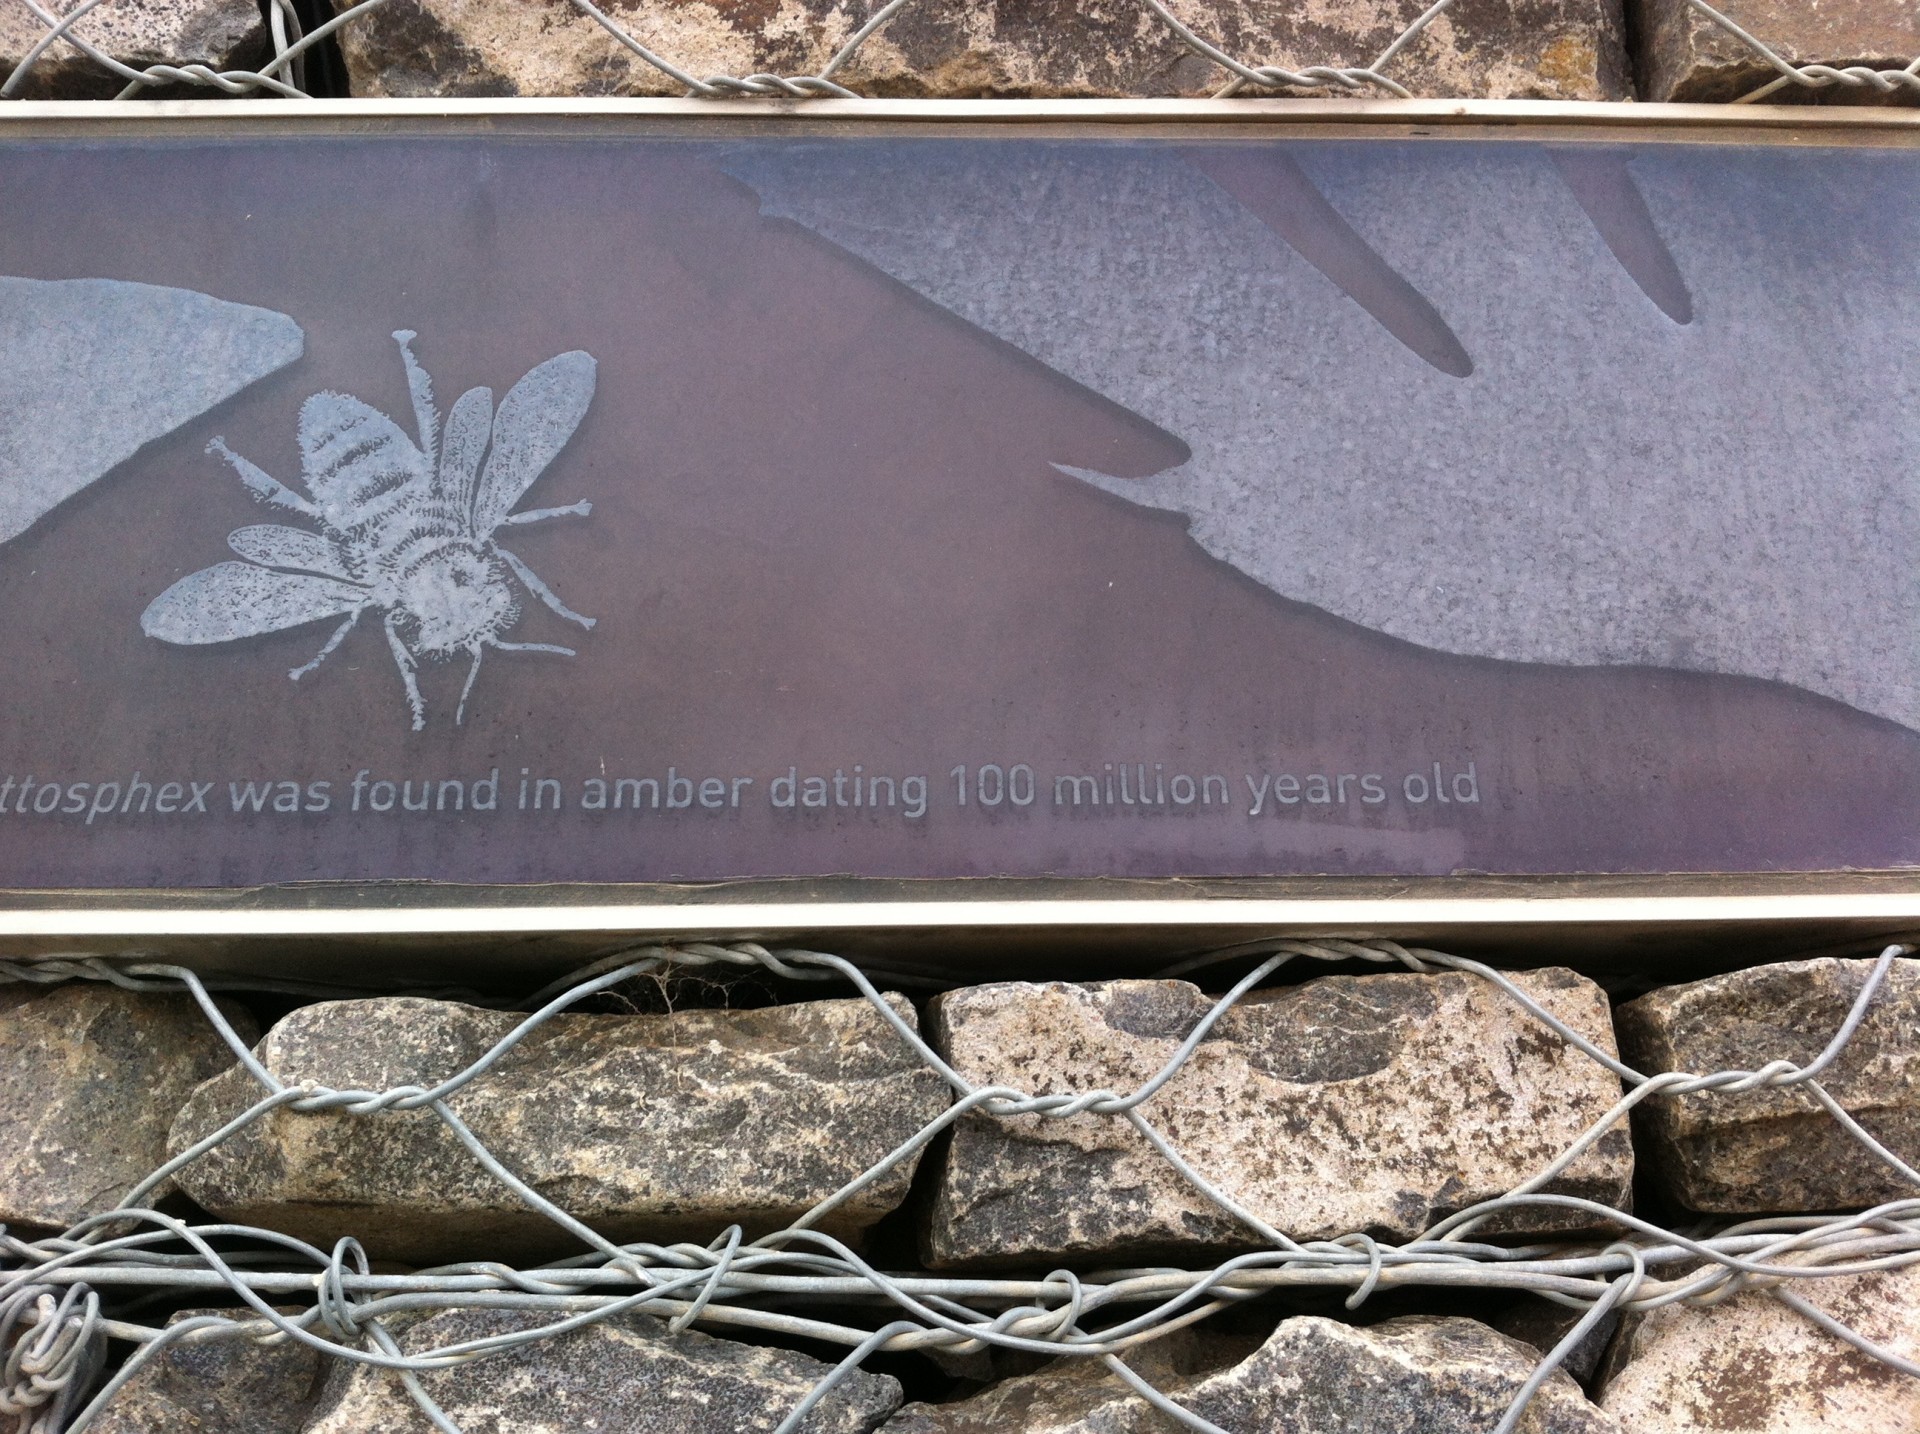 ttosphex was found in amber dating 100 million years old